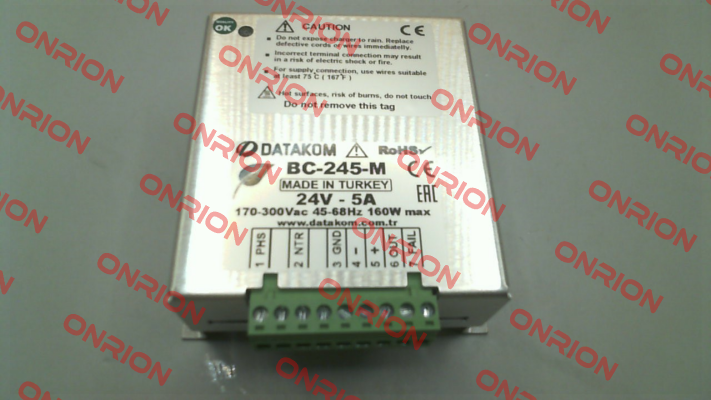 OK
CAUTION
CE
Do not expose charger to rain. Replace
defective cords or wires immediatelly.
Incorrect terminal connection may result
in a risk of electric shock or fire.
For supply connection, use wires suitable
at least 75 C ( 167 F )
Hot surfaces, risk of burns, do not touch
Do not remove this tag
DATAKOM RoHS
BC-245-M CE
MADE IN TURKEY EAC
24V - 5A
170-300Vac 45-68Hz 160W max
www.datakom.com.tr
1 PHS
2 NTR
3 GND
4 -
5 +
6 OUT
7 FAIL
ONRION